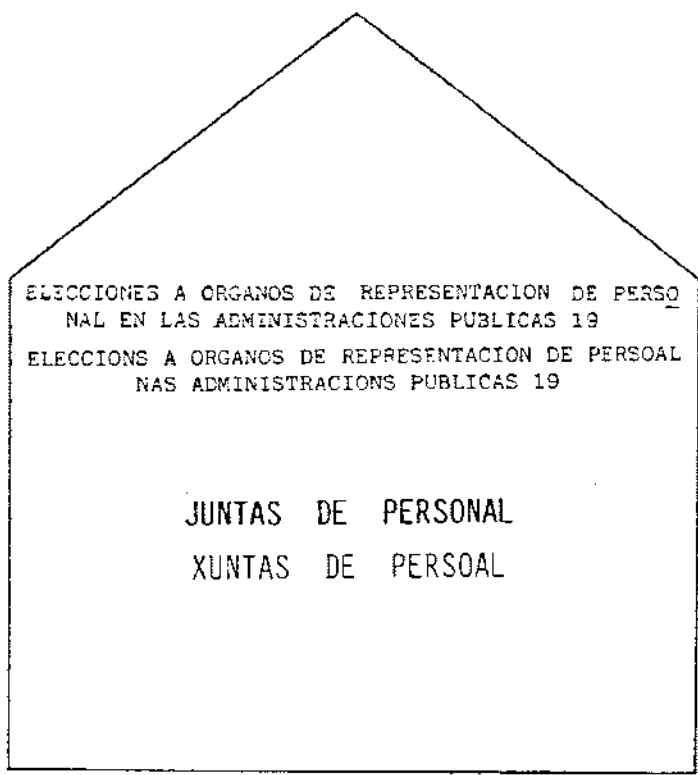 ELECCIONES A ORGANOS DE REPRESENTACION DE PERSO
NAL EN LAS ADMINISTRACIONES PUBLICAS 19
ELECCIONS A ORGANOS DE REPRESENTACION DE PERSOAL
NAS ADMINISTRACIONS PUBLICAS 19
JUNTAS DE PERSONAL
XUNTAS DE PERSOAL